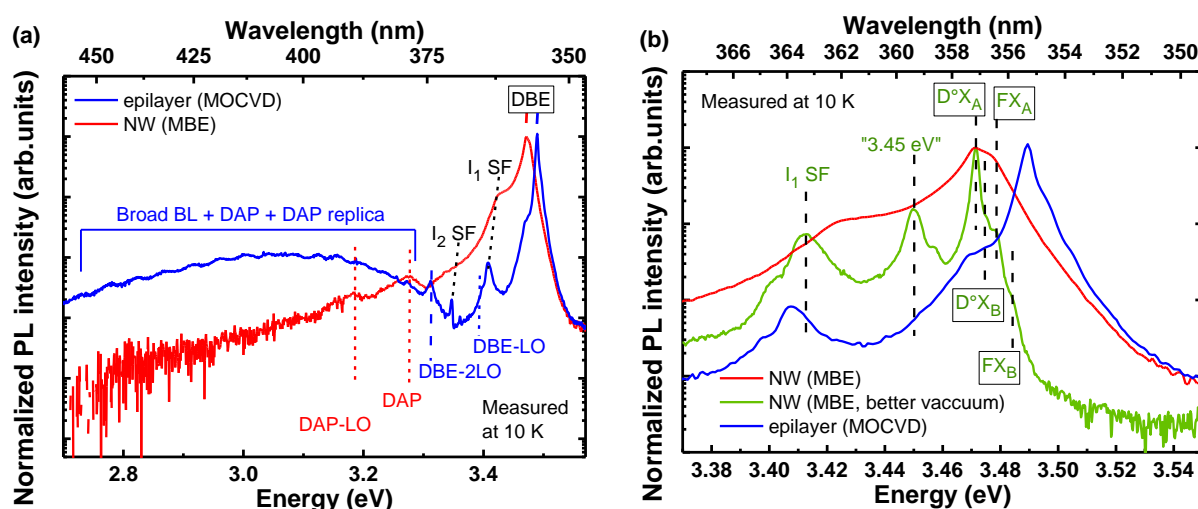 (a)
Wavelength (nm)
450 425 400 375 350
Normalized PL intensity (arb.units)
epilayer (MOCVD)
NW (MBE)
DBE
I₁ SF
Broad BL + DAP + DAP replica
I₂ SF
DBE-LO
DBE-2LO
DAP
DAP-LO
Measured
at 10 K
2.8 3.0 3.2 3.4
Energy (eV)
(b)
Wavelength (nm)
366 364 362 360 358 356 354 352 350
Normalized PL intensity (arb.units)
Measured at 10 K
D°X_A
FX_A
"3.45 eV"
I₁ SF
D°X_B
FX_B
NW (MBE)
NW (MBE, better vaccuum)
epilayer (MOCVD)
3.38 3.40 3.42 3.44 3.46 3.48 3.50 3.52 3.54
Energy (eV)